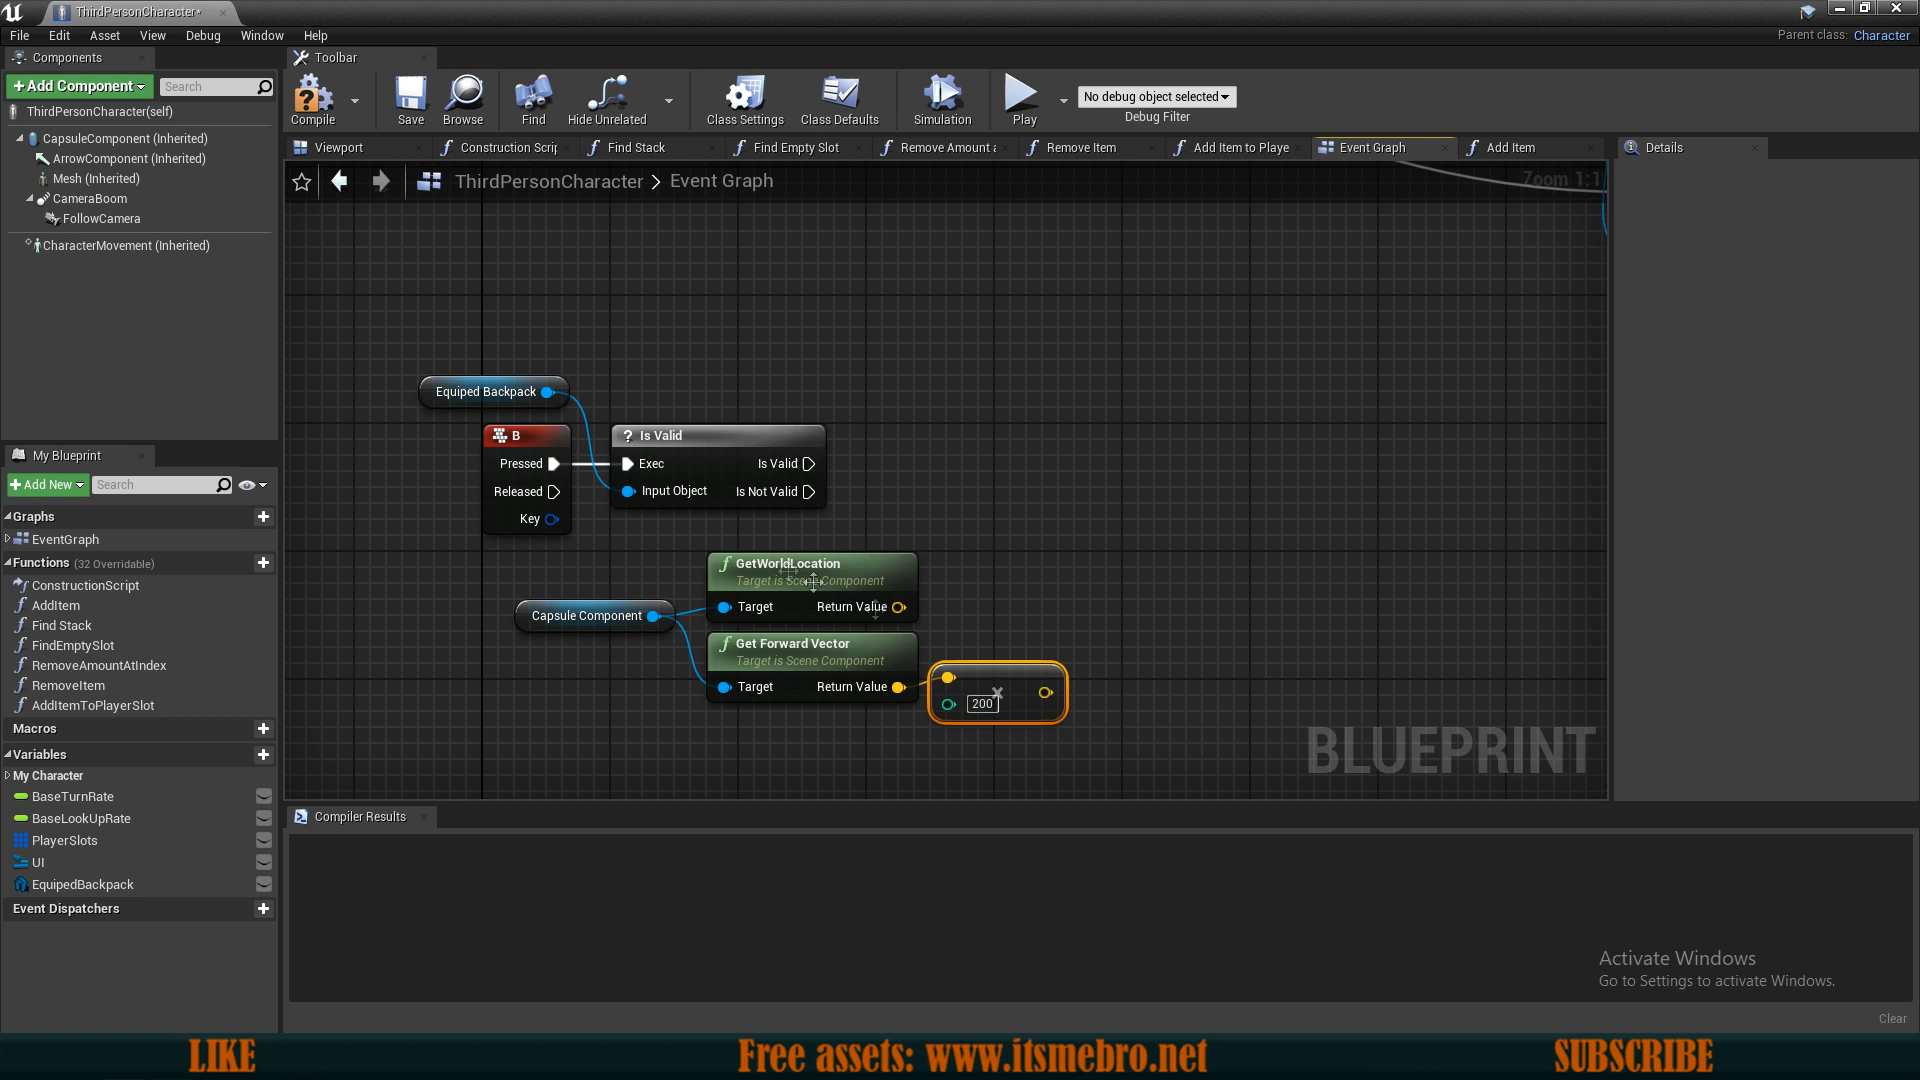 ThirdPersonCharacter*
File Edit Asset View Debug Window Help
Parent class: Character
Components
Toolbar
+Add Component
Search
ThirdPersonCharacter(self)
CapsuleComponent (Inherited)
ArrowComponent (Inherited)
Mesh (Inherited)
CameraBoom
FollowCamera
CharacterMovement (Inherited)
Compile
Save
Browse
Find
Hide Unrelated
Class Settings
Class Defaults
Simulation
Play
No debug object selected
Debug Filter
Viewport
Construction Scrip
Find Stack
Find Empty Slot
Remove Amount a
Remove Item
Add Item to Playe
Event Graph
Add Item
Details
ThirdPersonCharacter > Event Graph
Zoom 1:1
Equiped Backpack
B
Pressed
Released
Key
? Is Valid
Exec
Is Valid
Input Object
Is Not Valid
f GetWorldLocation
Target is Scene Component
Target
Return Value
Capsule Component
f Get Forward Vector
Target is Scene Component
Target
Return Value
200
BLUEPRINT
My Blueprint
+Add New
Search
Graphs
EventGraph
Functions (32 Overridable)
ConstructionScript
AddItem
Find Stack
FindEmptySlot
RemoveAmountAtIndex
RemoveItem
AddItemToPlayerSlot
Macros
Variables
My Character
BaseTurnRate
BaseLookUpRate
PlayerSlots
UI
EquipedBackpack
Event Dispatchers
Compiler Results
Activate Windows
Go to Settings to activate Windows.
Clear
LIKE
Free assets: www.itsmebro.net
SUBSCRIBE